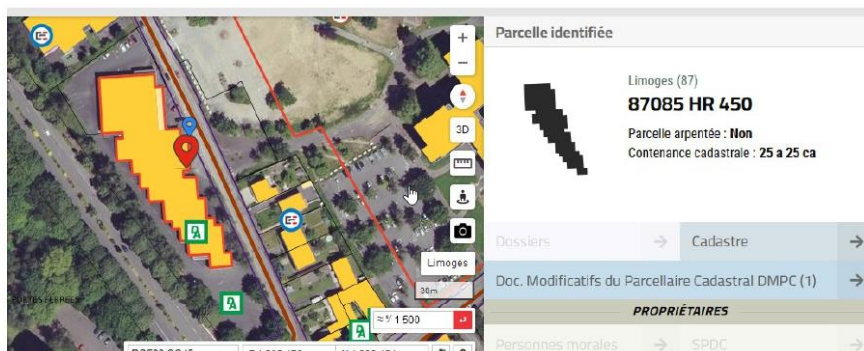 Parcelle identifiée
Limoges (87)
87085 HR 450
Parcelle arpentée : Non
Contenance cadastrale : 25 a 25 ca
Dossiers
Cadastre
Doc. Modificatifs du Parcellaire Cadastral DMPC (1)
PROPRIÉTAIRES
Personnes morales
SPDC
+
−
3D
Limoges
30m
≈ 1/ 1 500